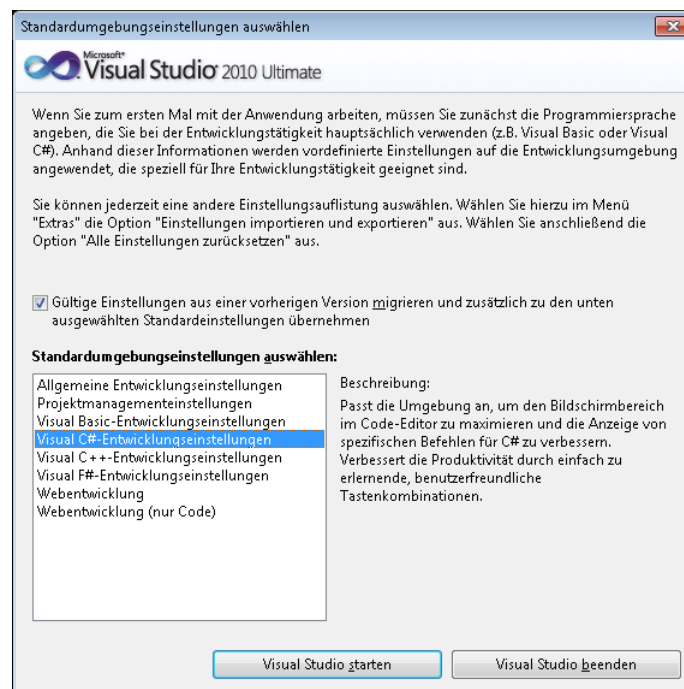 Standardumgebungseinstellungen auswählen
Microsoft®
Visual Studio® 2010 Ultimate
Wenn Sie zum ersten Mal mit der Anwendung arbeiten, müssen Sie zunächst die Programmiersprache
angeben, die Sie bei der Entwicklungstätigkeit hauptsächlich verwenden (z.B. Visual Basic oder Visual
C#). Anhand dieser Informationen werden vordefinierte Einstellungen auf die Entwicklungsumgebung
angewendet, die speziell für Ihre Entwicklungstätigkeit geeignet sind.
Sie können jederzeit eine andere Einstellungsauflistung auswählen. Wählen Sie hierzu im Menü
"Extras" die Option "Einstellungen importieren und exportieren" aus. Wählen Sie anschließend die
Option "Alle Einstellungen zurücksetzen" aus.
Gültige Einstellungen aus einer vorherigen Version migrieren und zusätzlich zu den unten
ausgewählten Standardeinstellungen übernehmen
Standardumgebungseinstellungen auswählen:
Allgemeine Entwicklungseinstellungen
Projektmanagementeinstellungen
Visual Basic-Entwicklungseinstellungen
Visual C#-Entwicklungseinstellungen
Visual C++-Entwicklungseinstellungen
Visual F#-Entwicklungseinstellungen
Webentwicklung
Webentwicklung (nur Code)
Beschreibung:
Passt die Umgebung an, um den Bildschirmbereich
im Code-Editor zu maximieren und die Anzeige von
spezifischen Befehlen für C# zu verbessern.
Verbessert die Produktivität durch einfach zu
erlernende, benutzerfreundliche
Tastenkombinationen.
Visual Studio starten
Visual Studio beenden